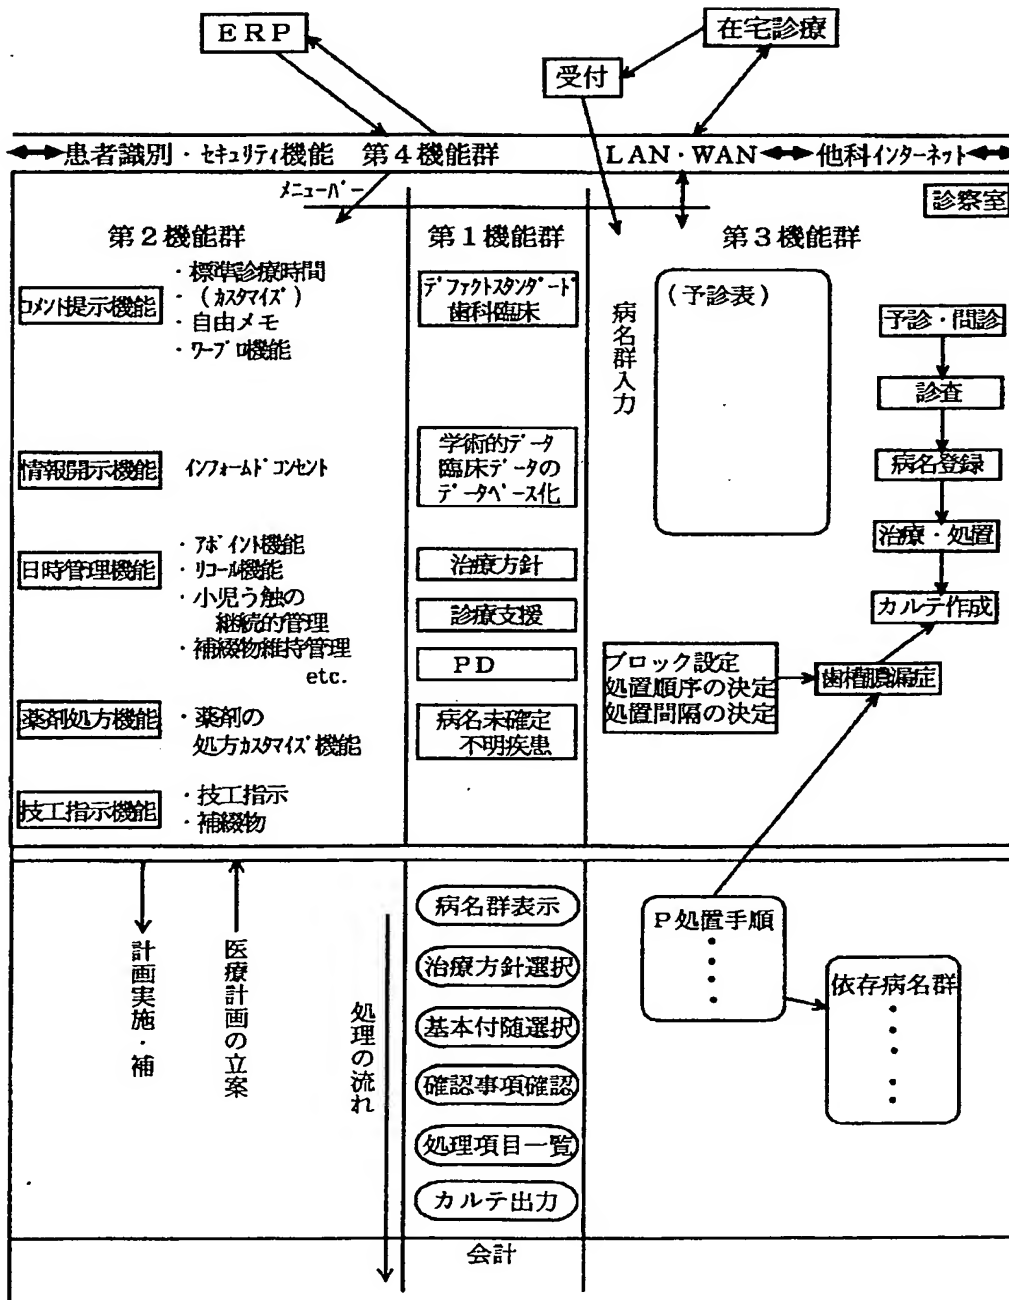 ERP
在宅診療
受付
患者識別・セキュリティ機能 第4機能群 LAN・WAN 他科インターネット
メニューバー
診察室
第2機能群
コメント提示機能
・標準診療時間
・(カスタマイズ)
・自由メモ
・ワープロ機能
情報開示機能
インフォームドコンセント
日時管理機能
・アポイント機能
・リコール機能
・小児う触の
継続的管理
・補綴物維持管理
etc.
薬剤処方機能
・薬剤の
処方カスタマイズ機能
技工指示機能
・技工指示
・補綴物
第1機能群
デファクトスタンダード
歯科臨床
学術的データ
臨床データの
データベース化
治療方針
診療支援
PD
病名未確定
不明疾患
第3機能群
病名群入力
(予診表)
予診・問診
診査
病名登録
治療・処置
カルテ作成
ブロック設定
処置順序の決定
処置間隔の決定
歯槽膿漏症
計画実施・補
医療計画の立案
処理の流れ
病名群表示
治療方針選択
基本付随選択
確認事項確認
処理項目一覧
カルテ出力
会計
P処置手順
依存病名群